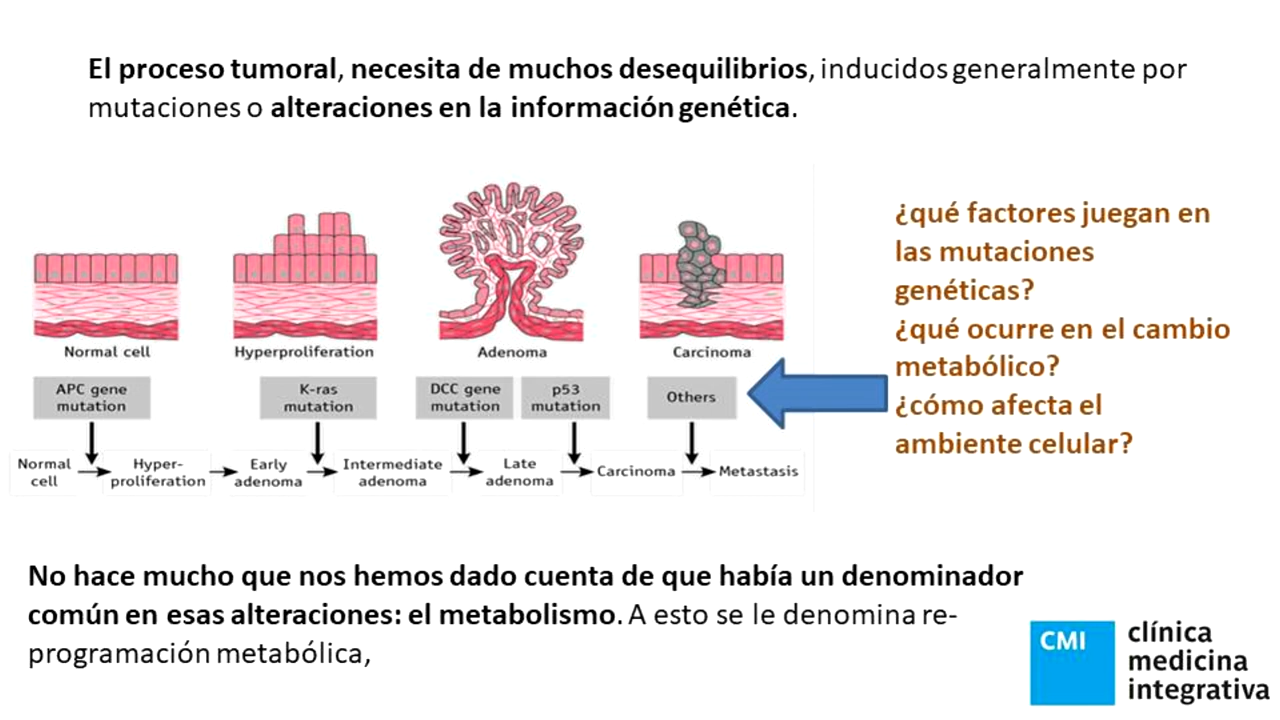 El proceso tumoral, necesita de muchos desequilibrios, inducidos generalmente por
mutaciones o alteraciones en la información genética.
Normal cell
Hyperproliferation
Adenoma
Carcinoma
APC gene
mutation
K-ras
mutation
DCC gene
mutation
p53
mutation
Others
Normal
cell
Hyper-
proliferation
Early
adenoma
Intermediate
adenoma
Late
adenoma
Carcinoma
Metastasis
¿qué factores juegan en
las mutaciones
genéticas?
¿qué ocurre en el cambio
metabólico?
¿cómo afecta el
ambiente celular?
No hace mucho que nos hemos dado cuenta de que había un denominador
común en esas alteraciones: el metabolismo. A esto se le denomina re-
programación metabólica,
CMI
clínica
medicina
integrativa